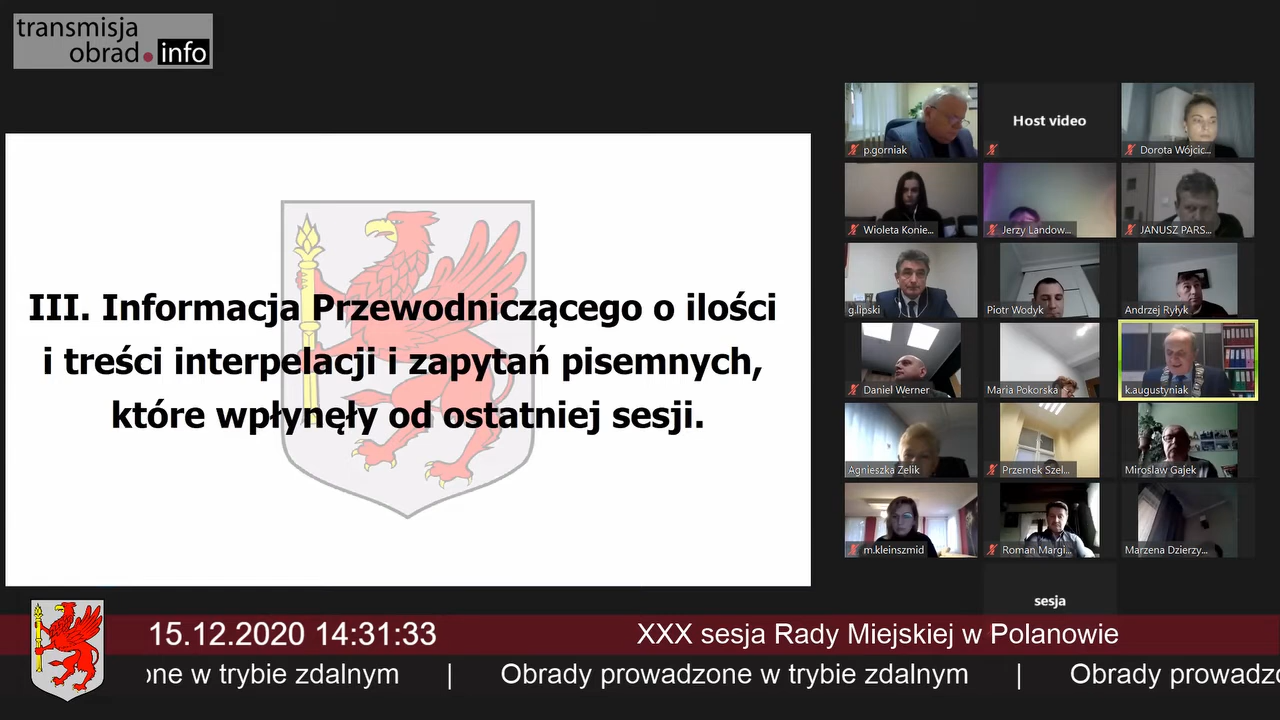 transmisja
obrad.info
III. Informacja Przewodniczącego o ilości
i treści interpelacji i zapytań pisemnych,
które wpłynęły od ostatniej sesji.
p.gorniak
Host video
Dorota Wójcic...
Wioleta Konie...
Jerzy Landow...
JANUSZ PARS...
g.lipski
Piotr Wodyk
Andrzej Ryłyk
Daniel Werner
Maria Pokorska
k.augustyniak
Agnieszka Żelik
Przemek Szel...
Miroslaw Gajek
m.kleinszmid
Roman Margi...
Marzena Dzierzy...
sesja
15.12.2020 14:31:33
XXX sesja Rady Miejskiej w Polanowie
one w trybie zdalnym | Obrady prowadzone w trybie zdalnym | Obrady prowadzo